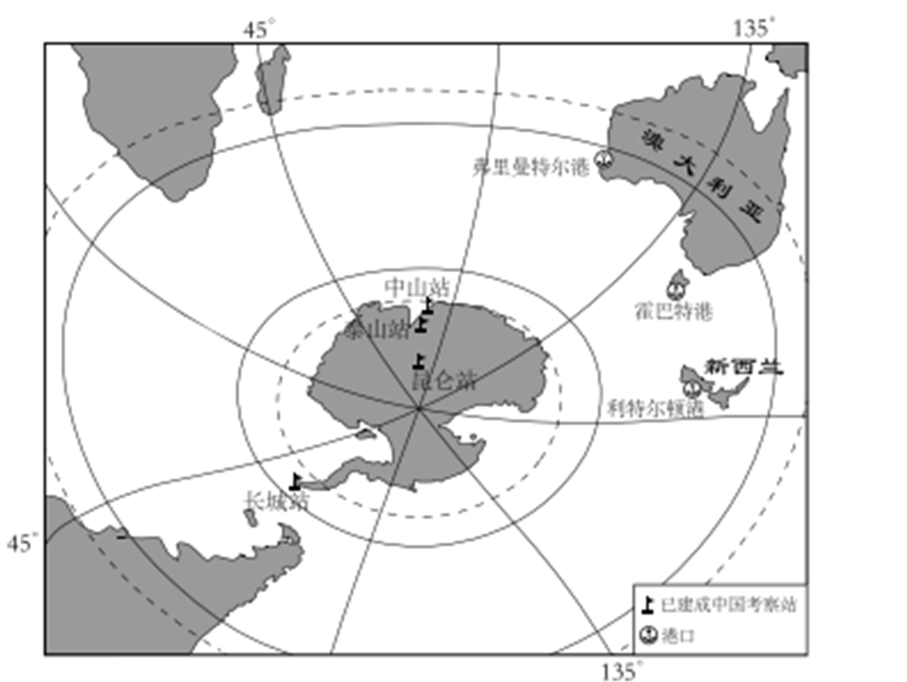 45°
135°
澳大利亚
弗里曼特尔港
中山站
霍巴特港
泰山站
新西兰
昆仑站
利特尔顿港
长城站
45°
已建成中国考察站
港口
135°